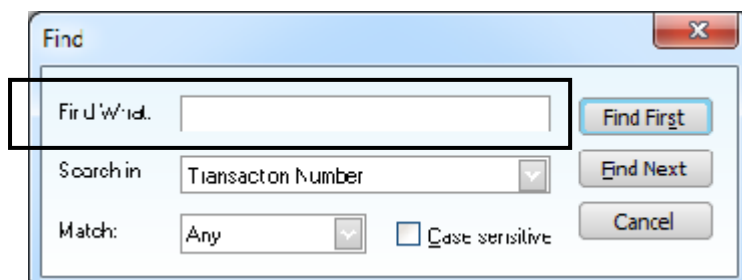 Find
Find What:
Find First
Search in
Transaction Number
Find Next
Match:
Any
Case sensitive
Cancel